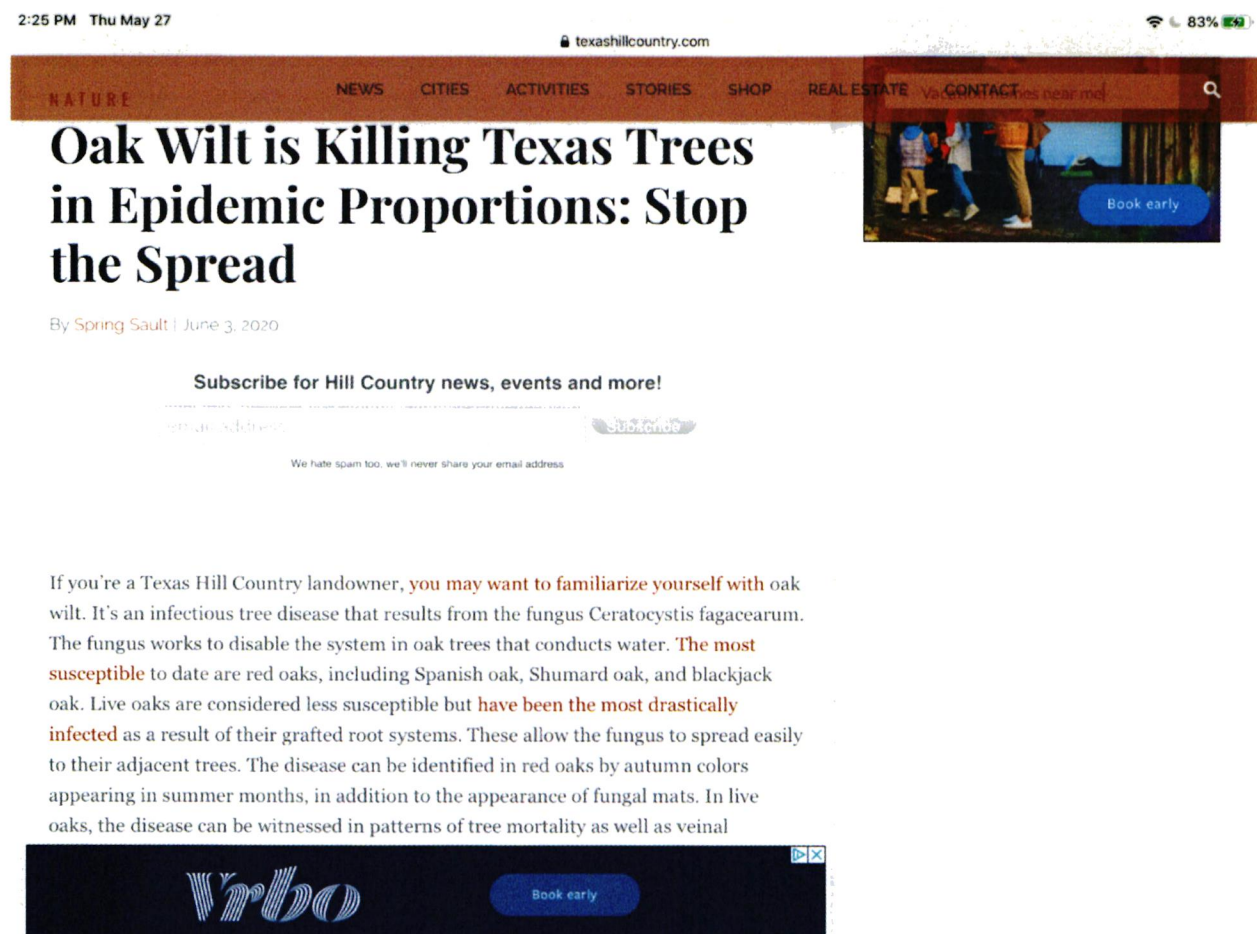 2:25 PM Thu May 27
83%
texashillcountry.com
NATURE
NEWS CITIES ACTIVITIES STORIES SHOP REAL ESTATE CONTACT
Vacation homes near me
Oak Wilt is Killing Texas Trees
in Epidemic Proportions: Stop
the Spread
Book early
By Spring Sault | June 3, 2020
Subscribe for Hill Country news, events and more!
email address
Subscribe
We hate spam too, we'll never share your email address
If you're a Texas Hill Country landowner, you may want to familiarize yourself with oak
wilt. It's an infectious tree disease that results from the fungus Ceratocystis fagacearum.
The fungus works to disable the system in oak trees that conducts water. The most
susceptible to date are red oaks, including Spanish oak, Shumard oak, and blackjack
oak. Live oaks are considered less susceptible but have been the most drastically
infected as a result of their grafted root systems. These allow the fungus to spread easily
to their adjacent trees. The disease can be identified in red oaks by autumn colors
appearing in summer months, in addition to the appearance of fungal mats. In live
oaks, the disease can be witnessed in patterns of tree mortality as well as veinal
Vrbo
Book early